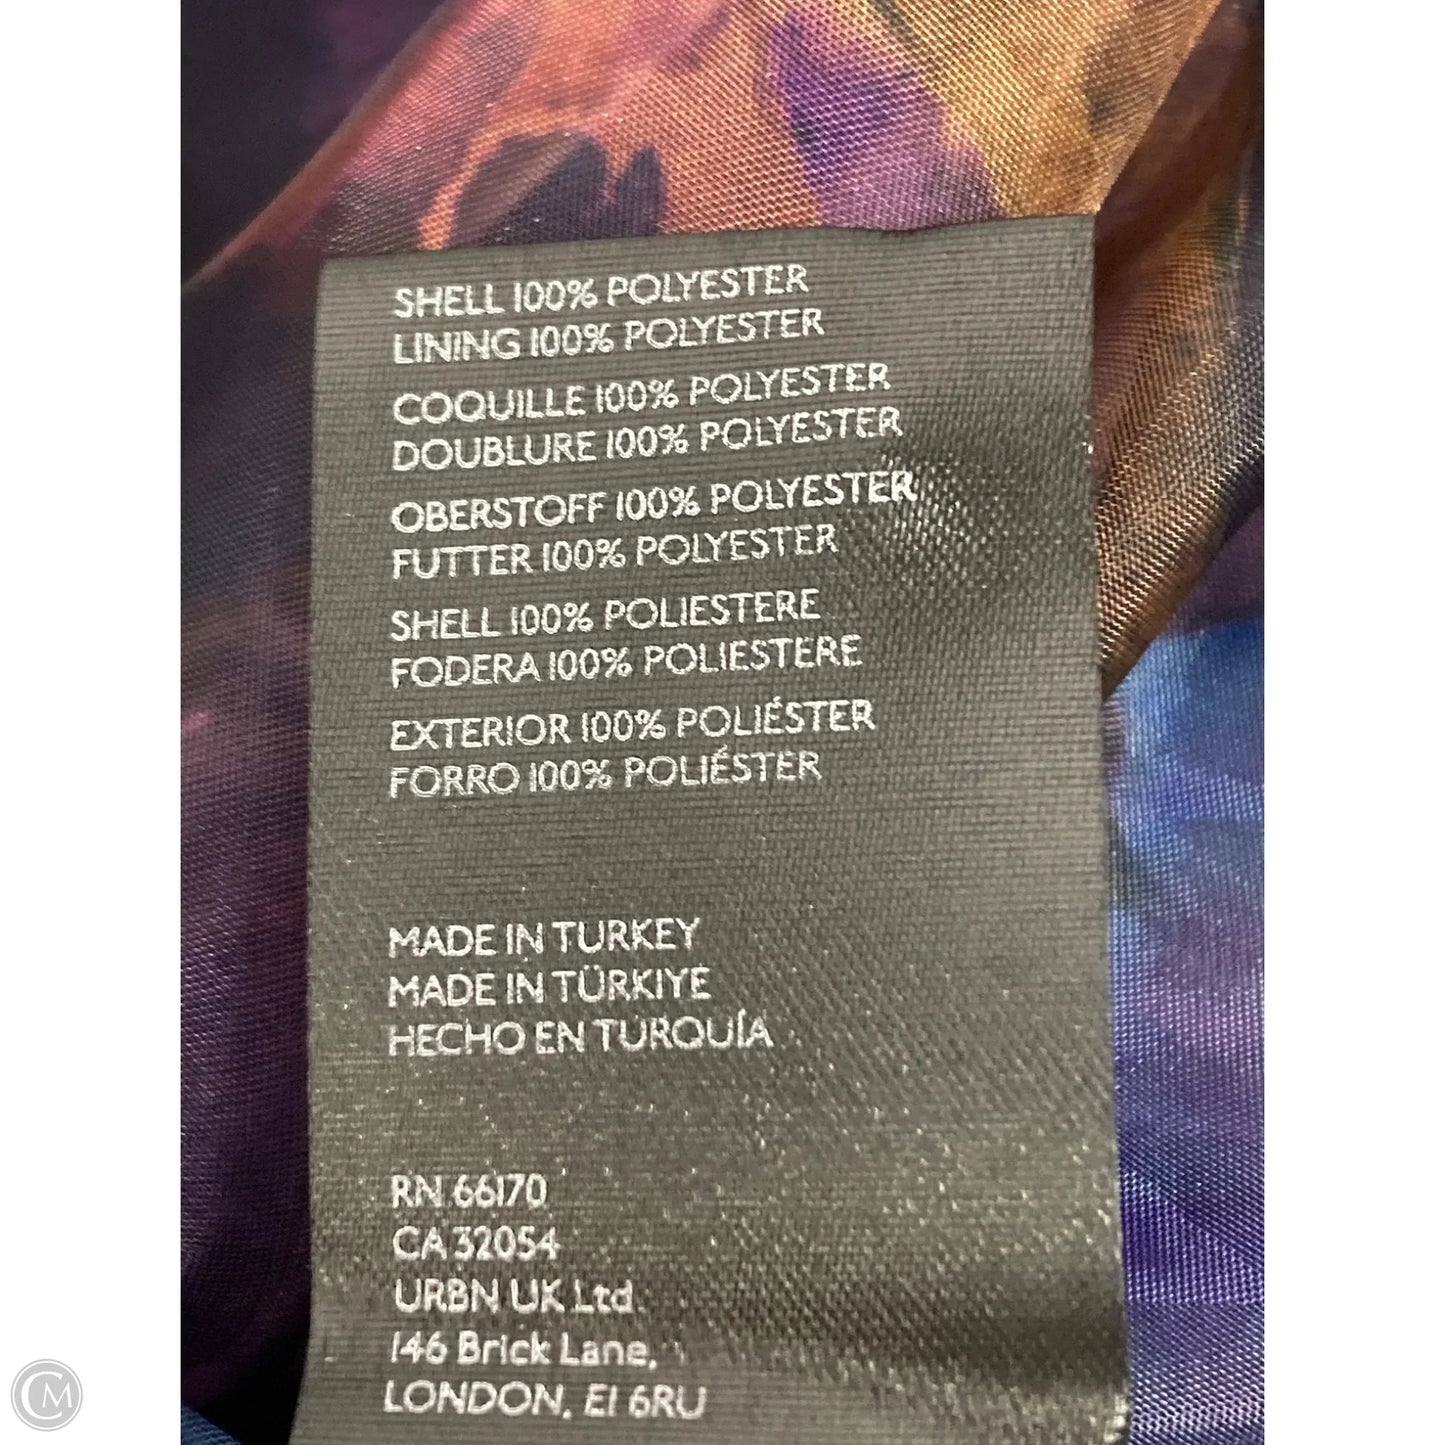 SHELL 100% POLYESTER
LINING 100% POLYESTER
COQUILLE 100% POLYESTER
DOUBLURE 100% POLYESTER
OBERSTOFF 100% POLYESTER
FUTTER 100% POLYESTER
SHELL 100% POLIESTERE
FODERA 100% POLIESTERE
EXTERIOR 100% POLIÉSTER
FORRO 100% POLIÉSTER
MADE IN TURKEY
MADE IN TÜRKIYE
HECHO EN TURQUÍA
RN 66170
CA 32054
URBN UK Ltd.
146 Brick Lane,
LONDON, E1 6RU
CM